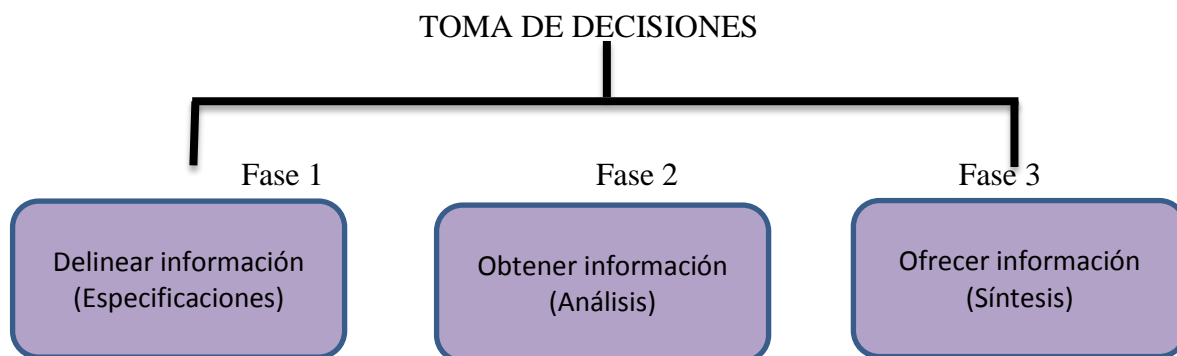 TOMA DE DECISIONES
Fase 1
Fase 2
Fase 3
Delinear información
(Especificaciones)
Obtener información
(Análisis)
Ofrecer información
(Síntesis)